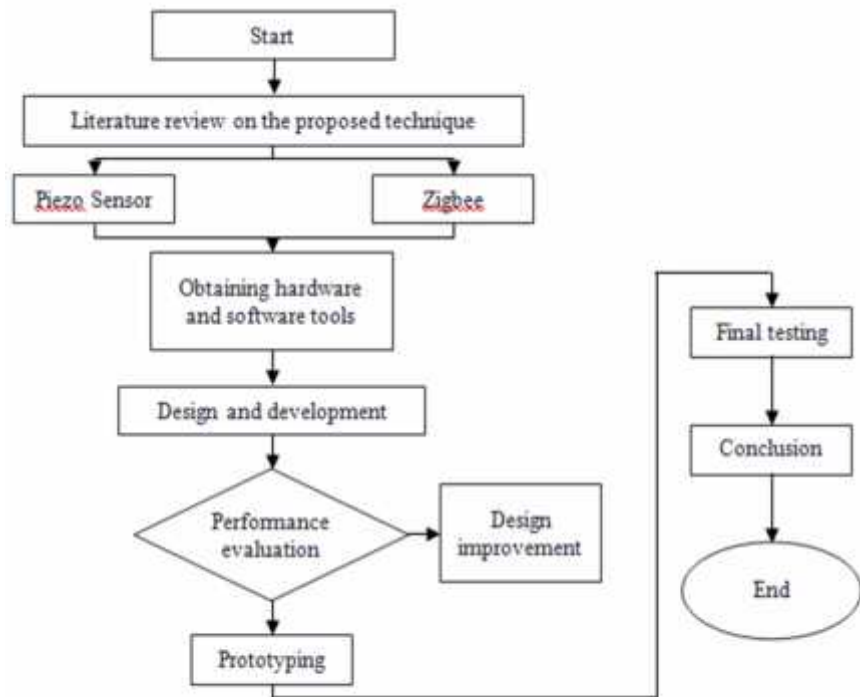 Start
Literature review on the proposed technique
Piezo Sensor
Zigbee
Obtaining hardware
and software tools
Design and development
Performance
evaluation
Design
improvement
Prototyping
Final testing
Conclusion
End